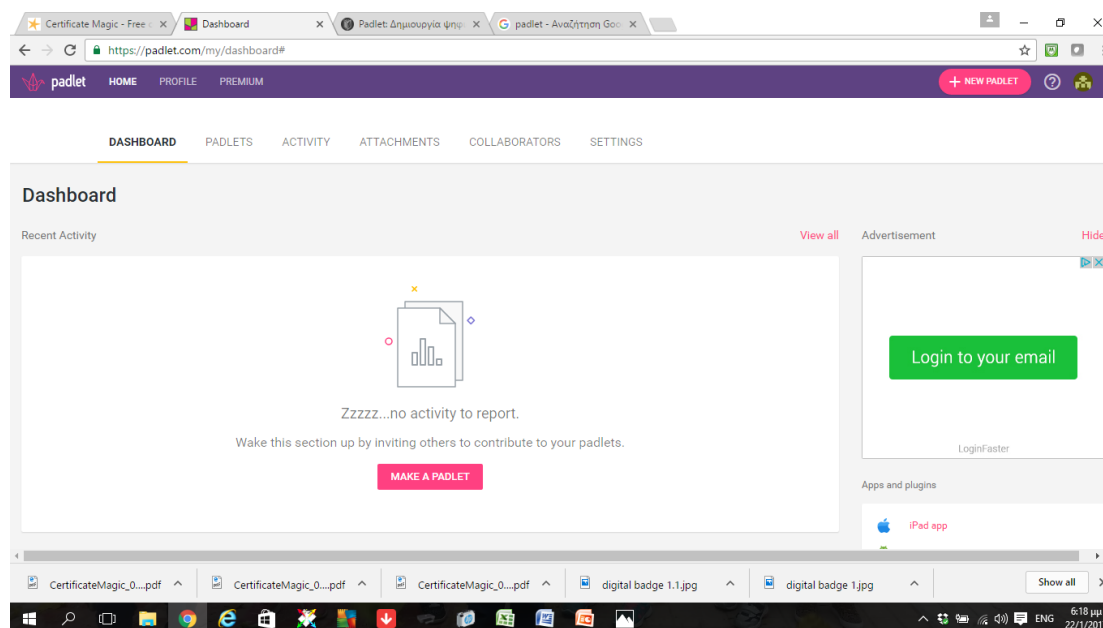 Certificate Magic - Free c
Dashboard
Padlet: Δημιουργία ψηφι
padlet - Αναζήτηση Goo
https://padlet.com/my/dashboard#
padlet HOME PROFILE PREMIUM + NEW PADLET
DASHBOARD PADLETS ACTIVITY ATTACHMENTS COLLABORATORS SETTINGS
Dashboard
Recent Activity View all
Advertisement Hide
Zzzzz...no activity to report.
Wake this section up by inviting others to contribute to your padlets.
MAKE A PADLET
Login to your email
LoginFaster
Apps and plugins
iPad app
CertificateMagic_0....pdf
CertificateMagic_0....pdf
CertificateMagic_0....pdf
digital badge 1.1.jpg
digital badge 1.jpg
Show all
ENG
6:18 μμ
22/1/201